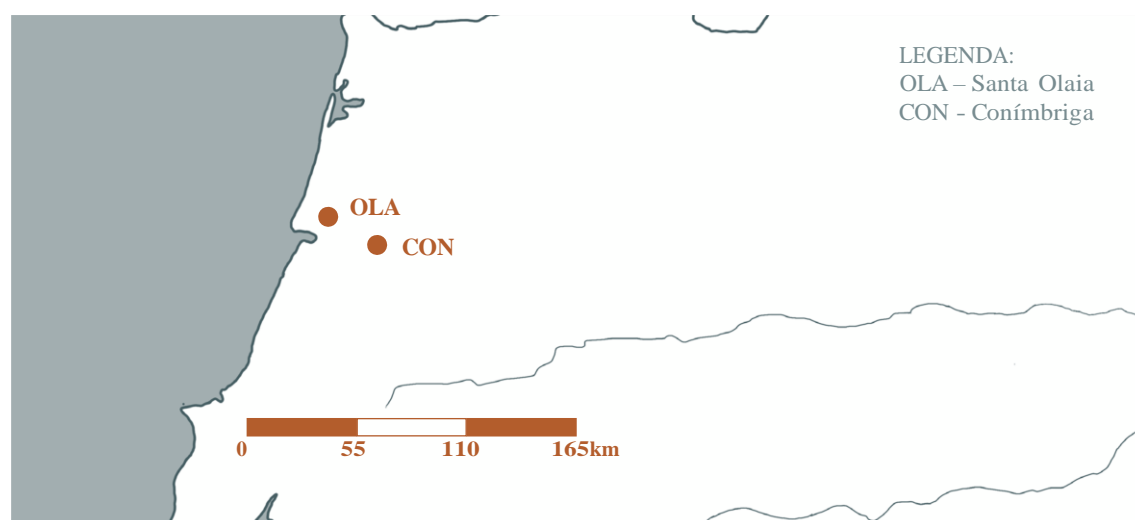 LEGENDA:
OLA – Santa Olaia
CON - Conímbriga
OLA
CON
0 55 110 165km